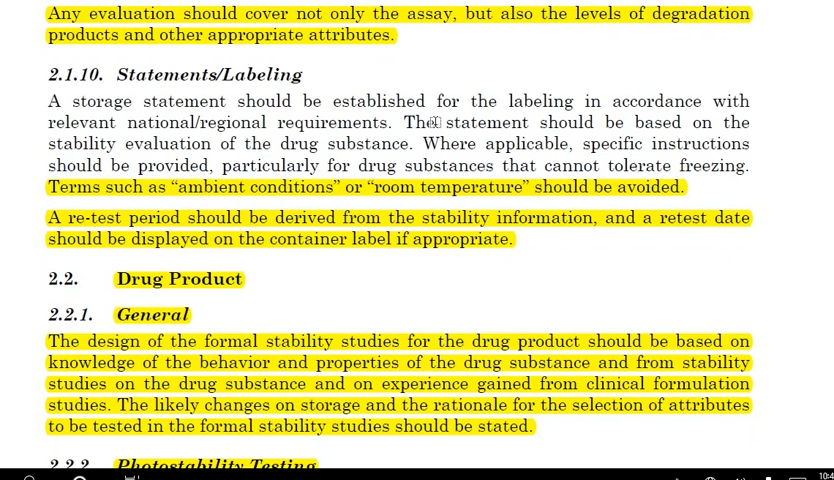 Any evaluation should cover not only the assay, but also the levels of degradation
products and other appropriate attributes.
2.1.10. Statements/Labeling
A storage statement should be established for the labeling in accordance with
relevant national/regional requirements. The statement should be based on the
stability evaluation of the drug substance. Where applicable, specific instructions
should be provided, particularly for drug substances that cannot tolerate freezing.
Terms such as “ambient conditions” or “room temperature” should be avoided.
A re-test period should be derived from the stability information, and a retest date
should be displayed on the container label if appropriate.
2.2. Drug Product
2.2.1. General
The design of the formal stability studies for the drug product should be based on
knowledge of the behavior and properties of the drug substance and from stability
studies on the drug substance and on experience gained from clinical formulation
studies. The likely changes on storage and the rationale for the selection of attributes
to be tested in the formal stability studies should be stated.
2.2.2 Photostability Testing